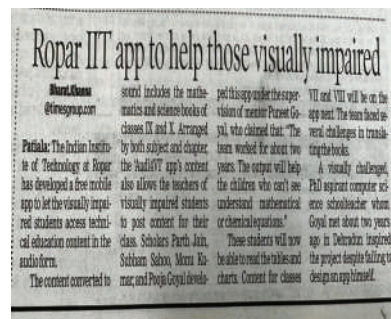 Ropar IIT app to help those visually impaired
Bharat.Khanna
@timesgroup.com
Patiala: The Indian Institu-
te of Technology at Ropar
has developed a free mobile
app to let the visually impai-
red students access techni-
cal education content in the
audio form.
The content converted to
sound includes the mathe-
matics and science books of
classes IX and X. Arranged
by both subject and chapter,
the app's content
also allows the teachers of
visually impaired students
to post content for their
class. Scholars Parth Jain,
Subham Sahoo, Monu Ku-
mar, and Pooja Goyal develo-
ped this app under the super-
vision of mentor Puneet Go-
yal, who claimed that: "The
team worked for about two
years. The output will help
the children who can't see
understand mathematical
or chemical equations."
These students will now
be able to read the tables and
charts. Content for classes
VII and VIII will be on the
app next. The team faced se-
veral challenges in transla-
ting the books.
A visually challenged,
PhD aspirant computer sci-
ence schoolteacher whom
Goyal met about two years
ago in Dehradun inspired
the project despite failing to
design an app himself.